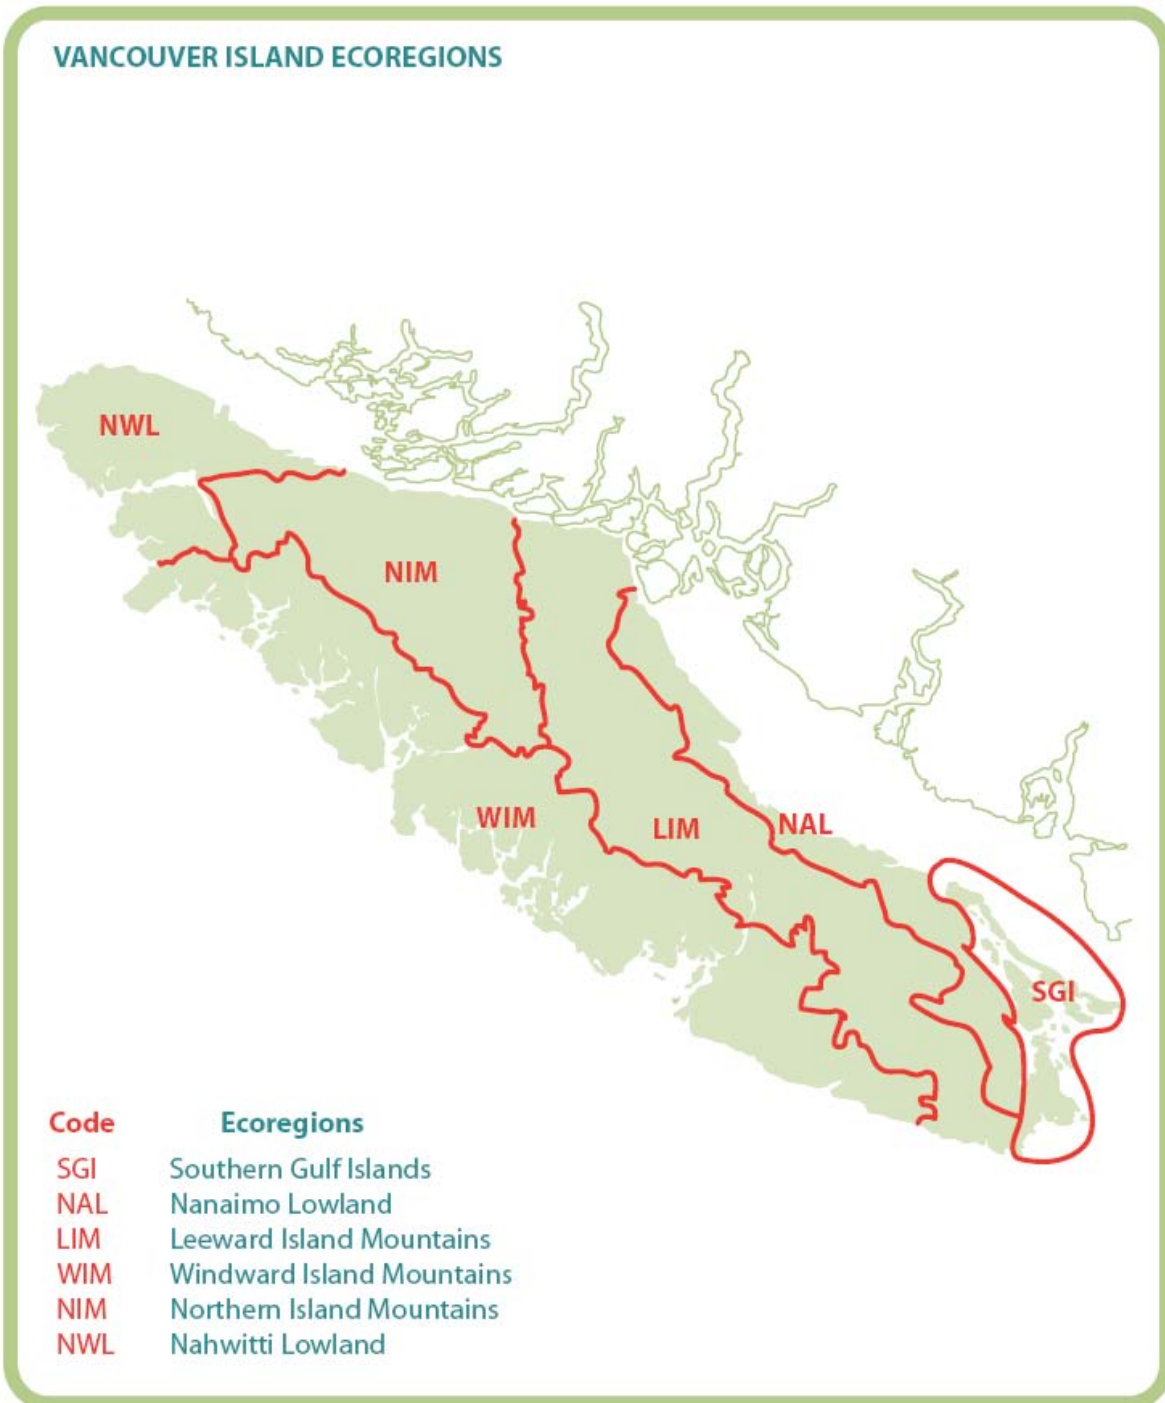 VANCOUVER ISLAND ECOREGIONS
NWL
NIM
WIM
LIM
NAL
SGI
Code Ecoregions
SGI Southern Gulf Islands
NAL Nanaimo Lowland
LIM Leeward Island Mountains
WIM Windward Island Mountains
NIM Northern Island Mountains
NWL Nahwitti Lowland